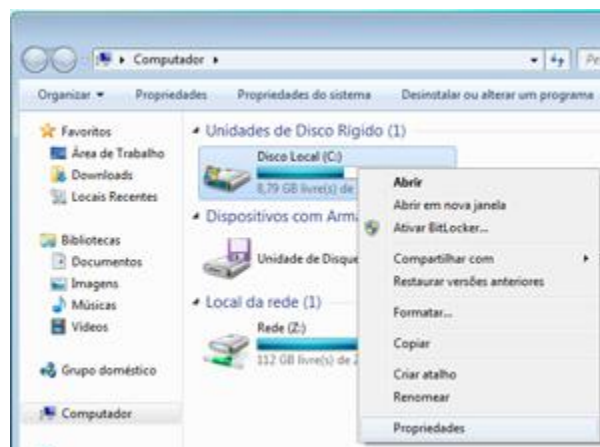 Computador
Organizar
Propriedades
Propriedades do sistema
Desinstalar ou alterar um programa
Favoritos
Área de Trabalho
Downloads
Locais Recentes
Bibliotecas
Documentos
Imagens
Músicas
Vídeos
Grupo doméstico
Computador
Unidades de Disco Rígido (1)
Disco Local (C:)
8,79 GB livre(s) de
Dispositivos com Arm
Unidade de Disque
Local da rede (1)
Rede (Z:)
112 GB livre(s) de
Abrir
Abrir em nova janela
Ativar BitLocker...
Compartilhar com
Restaurar versões anteriores
Formatar...
Copiar
Criar atalho
Renomear
Propriedades